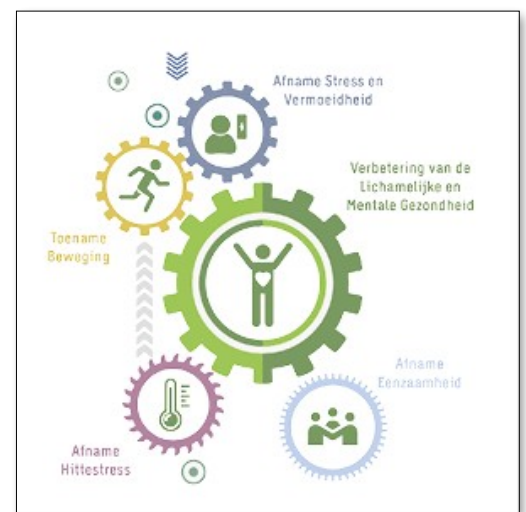 Afname Stress en
Vermoeidheid
Verbetering van de
Lichamelijke en
Mentale Gezondheid
Toename
Beweging
Afname
Eenzaamheid
Afname
Hittestress